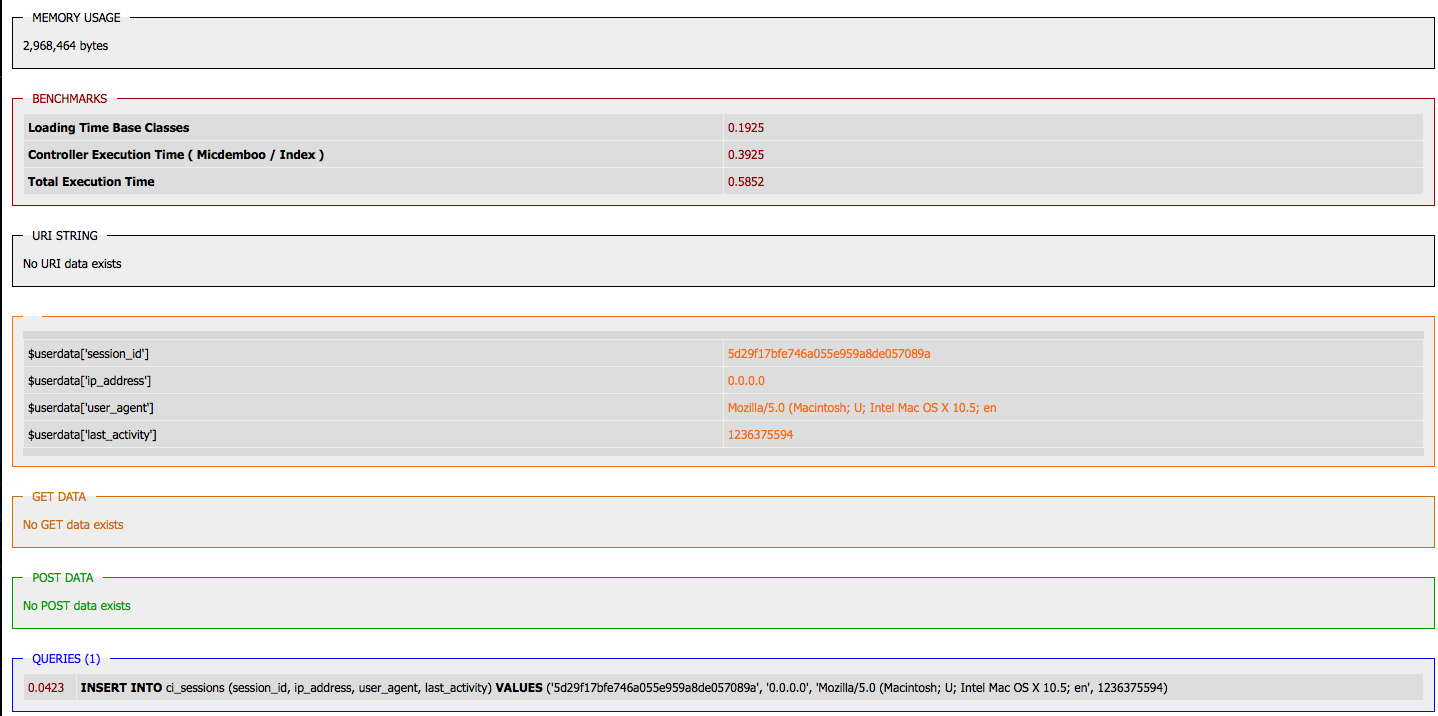 MEMORY USAGE
2,968,464 bytes
BENCHMARKS
Loading Time Base Classes 0.1925
Controller Execution Time ( Micdemboo / Index ) 0.3925
Total Execution Time 0.5852
URI STRING
No URI data exists
$userdata['session_id'] 5d29f17bfe746a055e959a8de057089a
$userdata['ip_address'] 0.0.0.0
$userdata['user_agent'] Mozilla/5.0 (Macintosh; U; Intel Mac OS X 10.5; en
$userdata['last_activity'] 1236375594
GET DATA
No GET data exists
POST DATA
No POST data exists
QUERIES (1)
0.0423 INSERT INTO ci_sessions (session_id, ip_address, user_agent, last_activity) VALUES ('5d29f17bfe746a055e959a8de057089a', '0.0.0.0', 'Mozilla/5.0 (Macintosh; U; Intel Mac OS X 10.5; en', 1236375594)